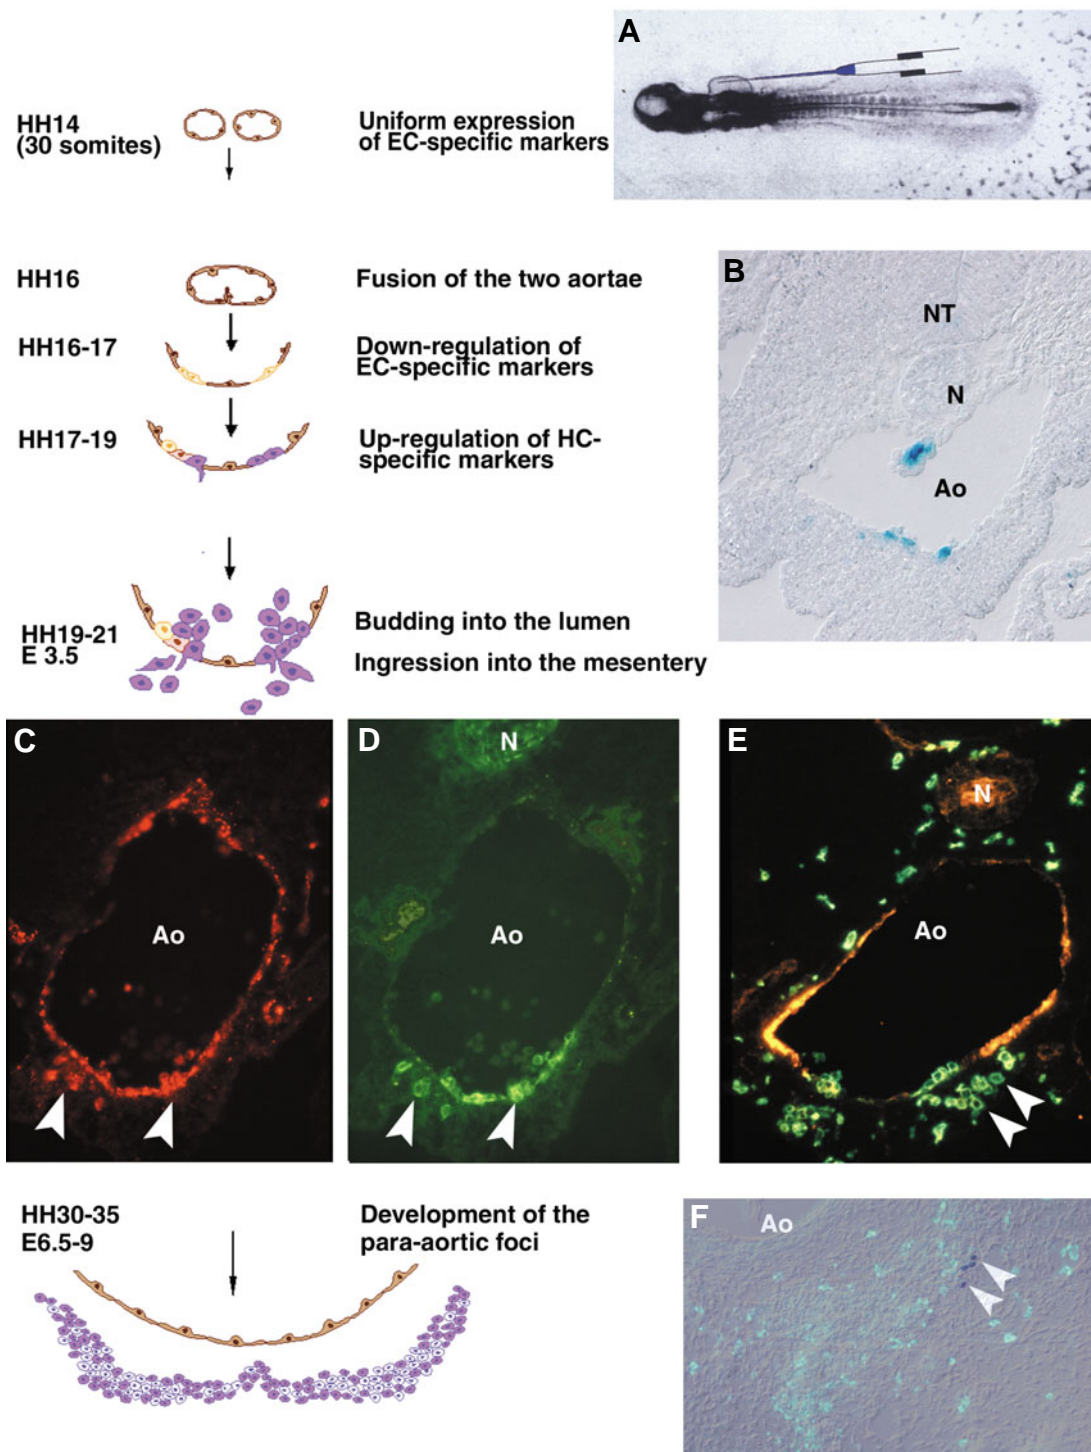 A
HH14
(30 somites)
Uniform expression
of EC-specific markers
HH16
Fusion of the two aortae
B
NT
N
Ao
HH16-17
Down-regulation of
EC-specific markers
HH17-19
Up-regulation of HC-
specific markers
HH19-21
E 3.5
Budding into the lumen
Ingression into the mesentery
C
Ao
D
N
Ao
E
N
Ao
HH30-35
E6.5-9
Development of the
para-aortic foci
F
Ao